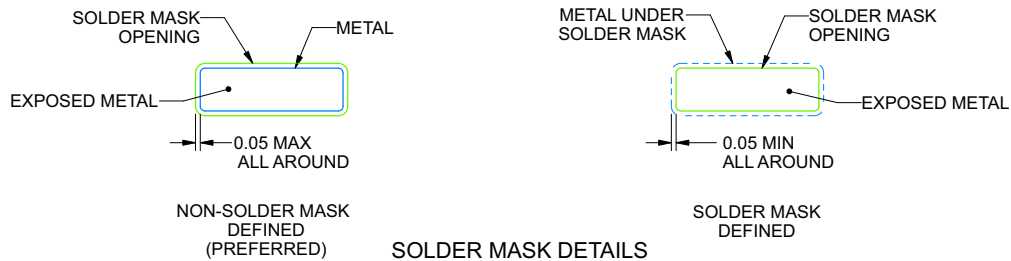 SOLDER MASK
OPENING
METAL
EXPOSED METAL
0.05 MAX
ALL AROUND
NON-SOLDER MASK
DEFINED
(PREFERRED)
METAL UNDER
SOLDER MASK
SOLDER MASK
OPENING
EXPOSED METAL
0.05 MIN
ALL AROUND
SOLDER MASK
DEFINED
SOLDER MASK DETAILS